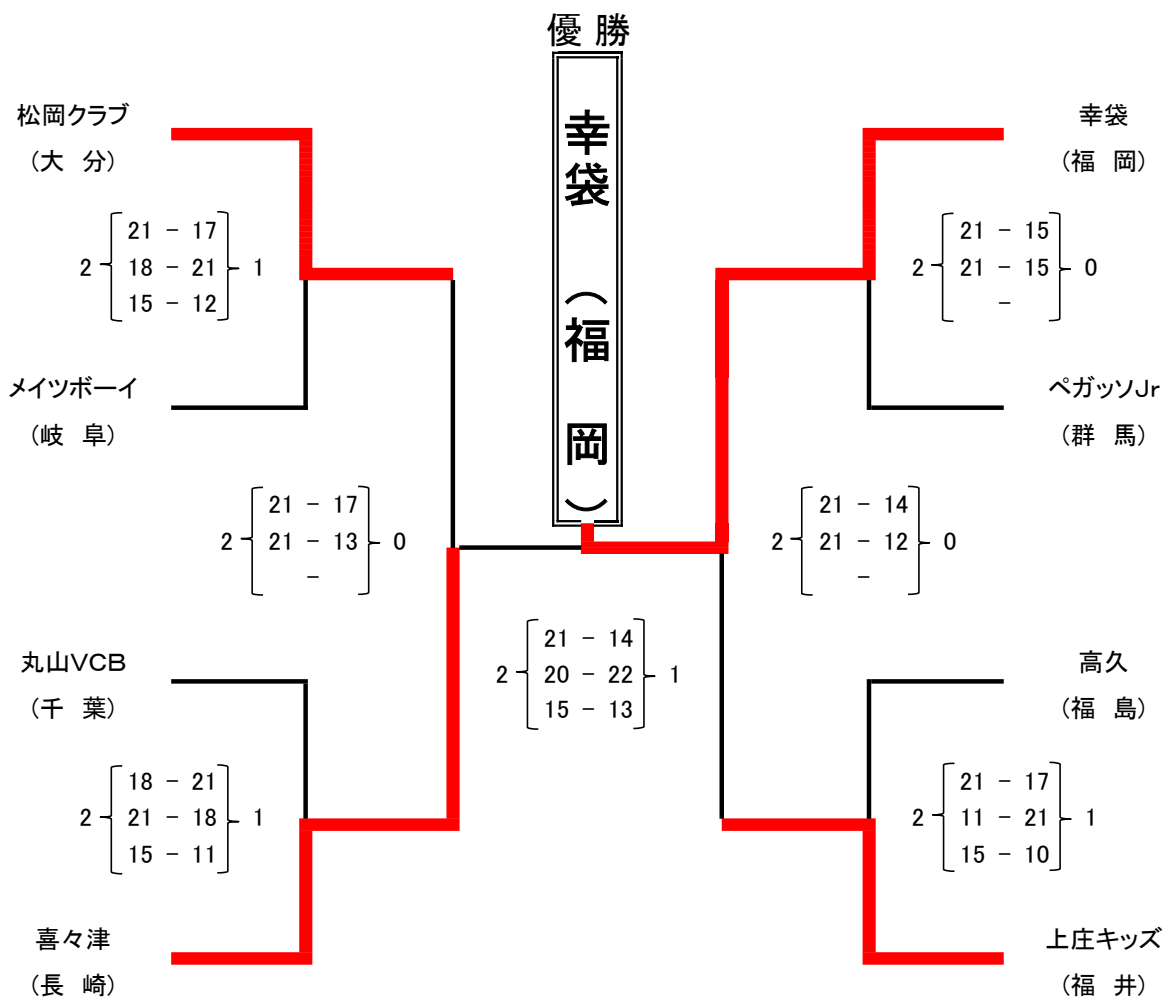 優勝
幸袋（福岡）
松岡クラブ
（大 分）
2 21 - 17 1
18 - 21
15 - 12
メイツボーイ
（岐 阜）
2 21 - 17 0
21 - 13
-
丸山VCB
（千 葉）
2 18 - 21 1
21 - 18
15 - 11
喜々津
（長 崎）
2 21 - 14 1
20 - 22
15 - 13
幸袋
（福 岡）
2 21 - 15 0
21 - 15
-
ペガッソJr
（群 馬）
2 21 - 14 0
21 - 12
-
高久
（福 島）
2 21 - 17 1
11 - 21
15 - 10
上庄キッズ
（福 井）